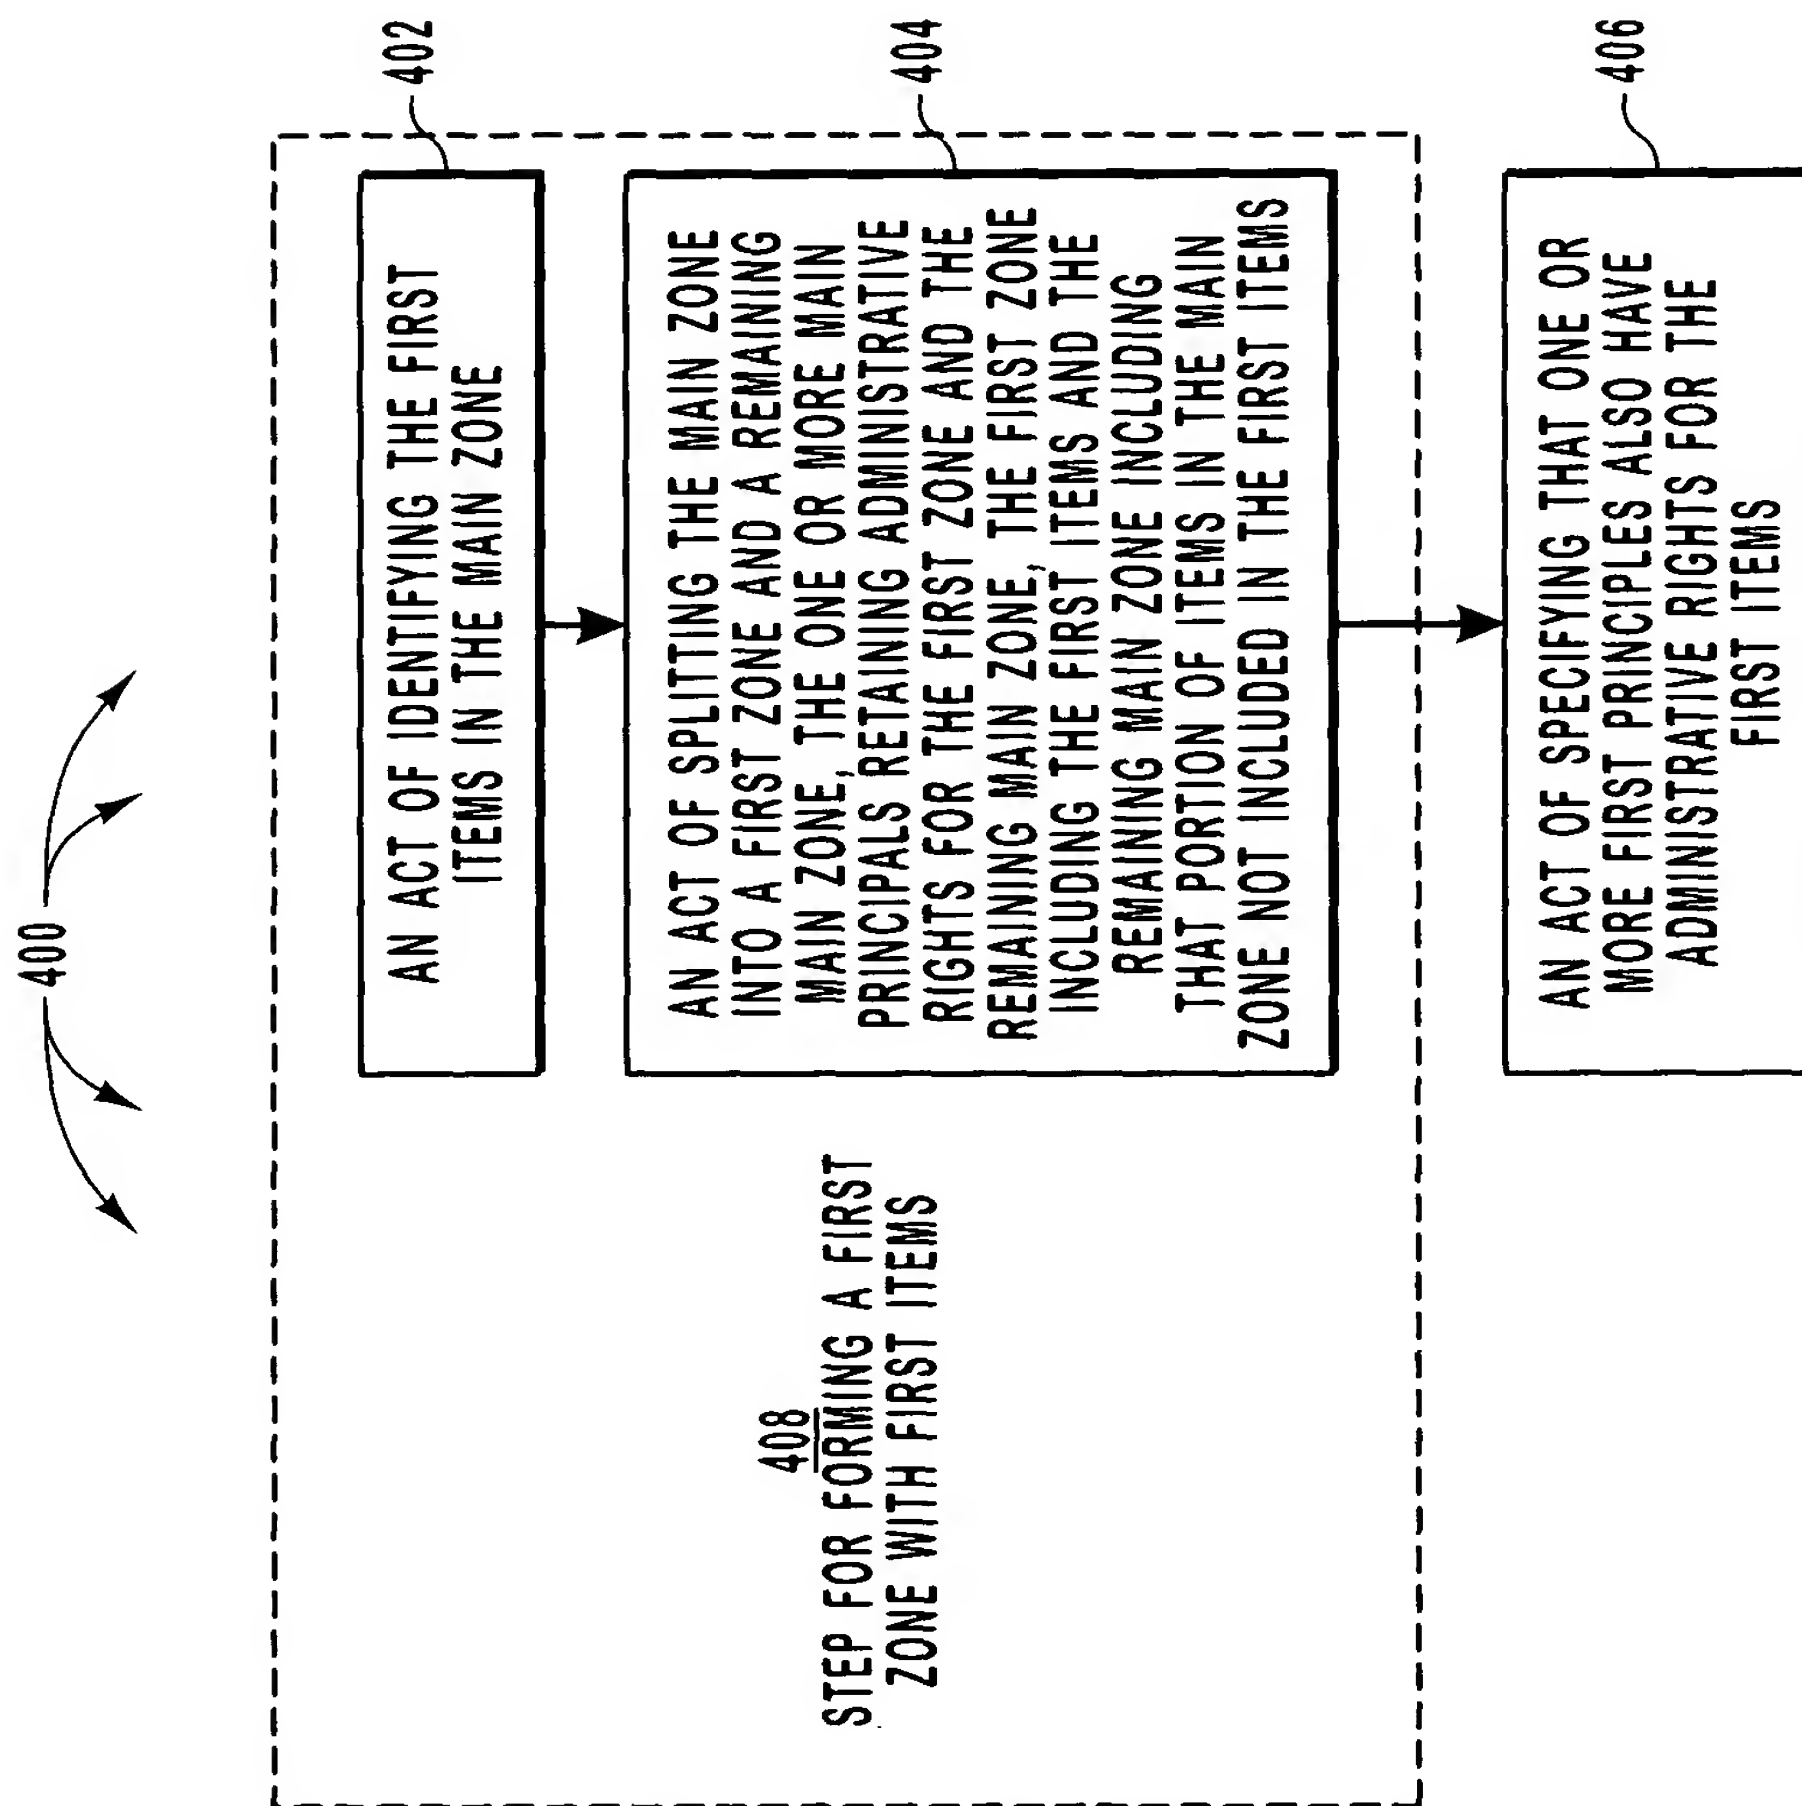 400
402
AN ACT OF IDENTIFYING THE FIRST
ITEMS IN THE MAIN ZONE
404
AN ACT OF SPLITTING THE MAIN ZONE
INTO A FIRST ZONE AND A REMAINING
MAIN ZONE, THE ONE OR MORE MAIN
PRINCIPALS RETAINING ADMINISTRATIVE
RIGHTS FOR THE FIRST ZONE AND THE
REMAINING MAIN ZONE, THE FIRST ZONE
INCLUDING THE FIRST ITEMS AND THE
REMAINING MAIN ZONE INCLUDING
THAT PORTION OF ITEMS IN THE MAIN
ZONE NOT INCLUDED IN THE FIRST ITEMS
408
STEP FOR FORMING A FIRST
ZONE WITH FIRST ITEMS
406
AN ACT OF SPECIFYING THAT ONE OR
MORE FIRST PRINCIPLES ALSO HAVE
ADMINISTRATIVE RIGHTS FOR THE
FIRST ITEMS